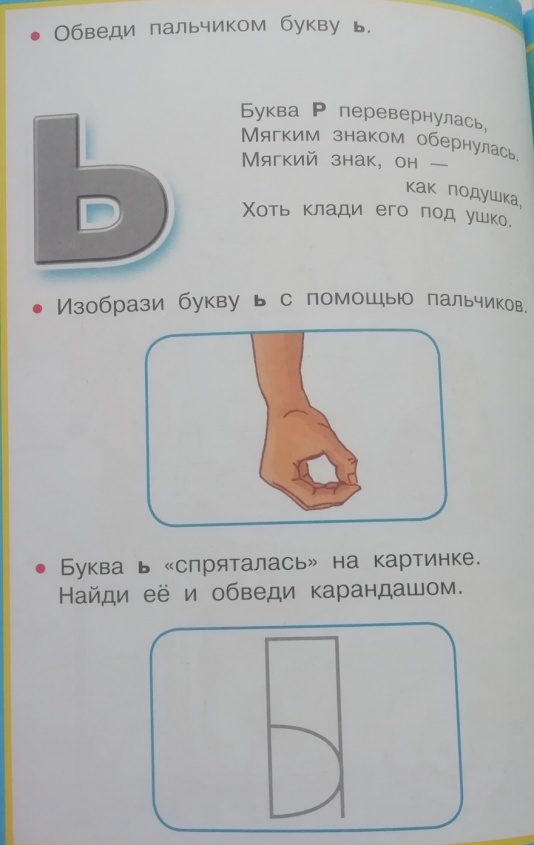 • Обведи пальчиком букву ь.
ь
Буква Р перевернулась,
Мягким знаком обернулась.
Мягкий знак, он —
как подушка,
Хоть клади его под ушко.
• Изобрази букву ь с помощью пальчиков.
• Буква ь «спряталась» на картинке.
Найди её и обведи карандашом.